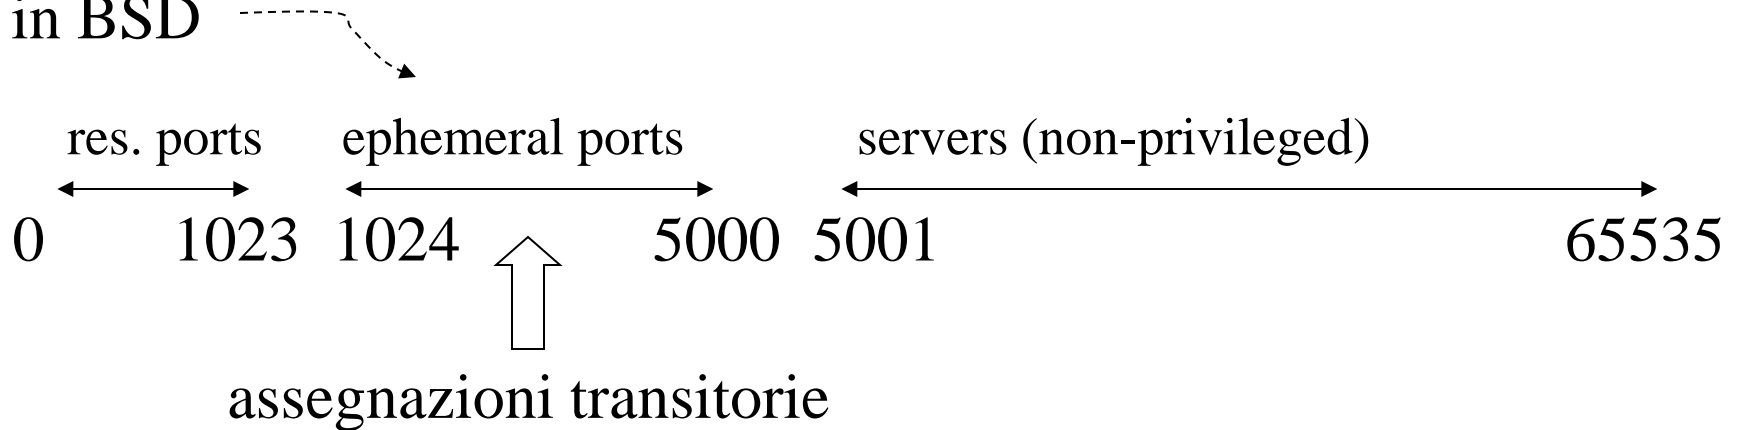 in BSD
res. ports ephemeral ports servers (non-privileged)
0 1023 1024 5000 5001 65535
assegnazioni transitorie